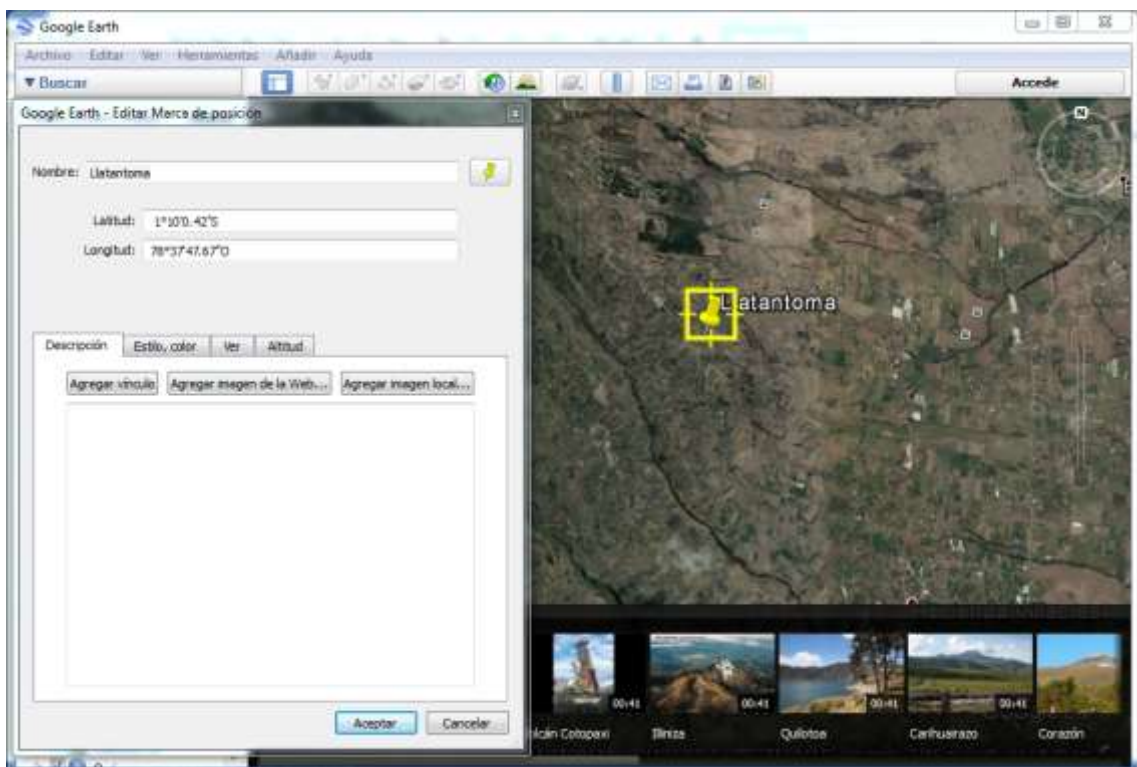 Google Earth
Archivo Editar Ver Herramientas Añadir Ayuda
Buscar
Accede
Google Earth - Editar Marca de posición
Nombre: Llatantoma
Latitud: 1°10'0.42"S
Longitud: 78°37'47.67"O
Descripción Estilo, color Ver Altitud
Agregar vínculo Agregar imagen de la Web... Agregar imagen local...
Aceptar Cancelar
N
Llatantoma
00:41 00:41 00:41 00:41
Cotopaxi Iliniza Quilotoa Carihuairazo Corazón